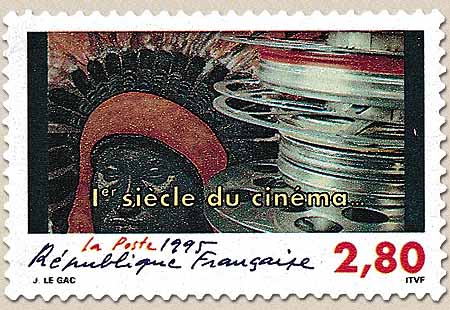 1er siècle du cinéma...
la Poste 1995
République Française 2,80
J. LE GAC ITVF